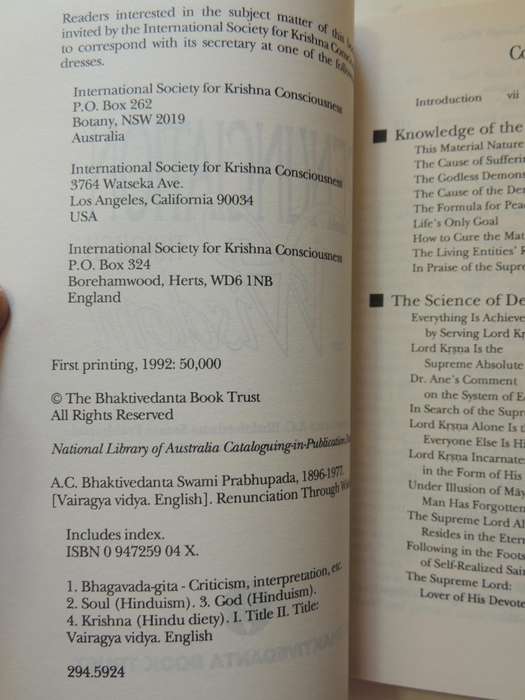 Readers interested in the subject matter of this
invited by the International Society for Krishna
to correspond with its secretary at one of the
dresses.
International Society for Krishna Consciousness
P.O. Box 262
Botany, NSW 2019
Australia
International Society for Krishna Consciousness
3764 Watseka Ave.
Los Angeles, California 90034
USA
International Society for Krishna Consciousness
P.O. Box 324
Borehamwood, Herts, WD6 1NB
England
First printing, 1992: 50,000
© The Bhaktivedanta Book Trust
All Rights Reserved
National Library of Australia Cataloguing-in-Publication
A.C. Bhaktivedanta Swami Prabhupada, 1896-1977.
[Vairagya vidya. English]. Renunciation Through
Includes index.
ISBN 0 947259 04 X.
1. Bhagavada-gita - Criticism, interpretation, etc.
2. Soul (Hinduism). 3. God (Hinduism).
4. Krishna (Hindu diety). I. Title II. Title:
Vairagya vidya. English
294.5924
Co
Introduction vii
Knowledge of the
This Material Nature
The Cause of Sufferin
The Godless Demons
The Cause of the De
The Formula for Pea
Life's Only Goal
How to Cure the Mat
The Living Entities'
In Praise of the Supr
The Science of De
Everything Is Achieve
by Serving Lord Kṛ
Lord Kṛṣṇa Is the
Supreme Absolute
Dr. Ane's Comment
on the System of
In Search of the Supr
Lord Kṛṣṇa Alone Is th
Everyone Else Is Hi
Lord Kṛṣṇa Incarnate
in the Form of His
Under Illusion of Māy
Man Has Forgotten
The Supreme Lord Al
Resides in the Etern
Following in the Foots
of Self-Realized Sain
The Supreme Lord:
Lover of His Devote